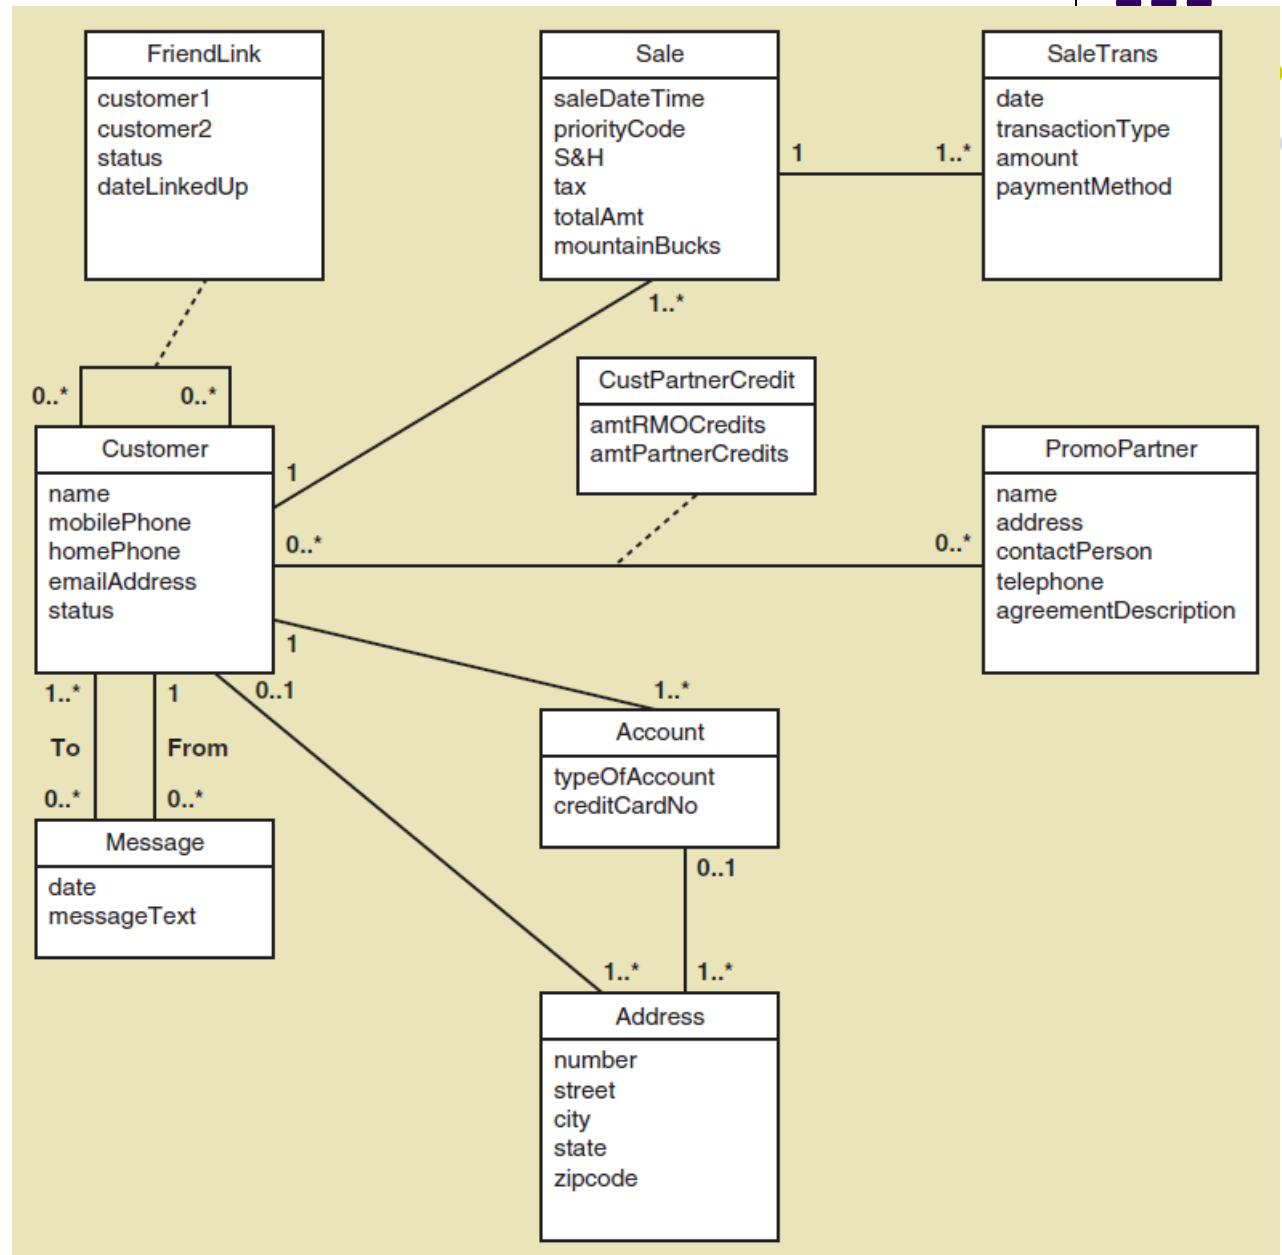 FriendLink
customer1
customer2
status
dateLinkedUp
Sale
saleDateTime
priorityCode
S&H
tax
totalAmt
mountainBucks
1
1..*
SaleTrans
date
transactionType
amount
paymentMethod
1..*
0..*
0..*
CustPartnerCredit
amtRMOCredits
amtPartnerCredits
Customer
name
mobilePhone
homePhone
emailAddress
status
1
0..*
0..*
PromoPartner
name
address
contactPerson
telephone
agreementDescription
1
1..*
1
0..1
1..*
To
From
0..*
0..*
Account
typeOfAccount
creditCardNo
0..1
Message
date
messageText
1..*
1..*
Address
number
street
city
state
zipcode